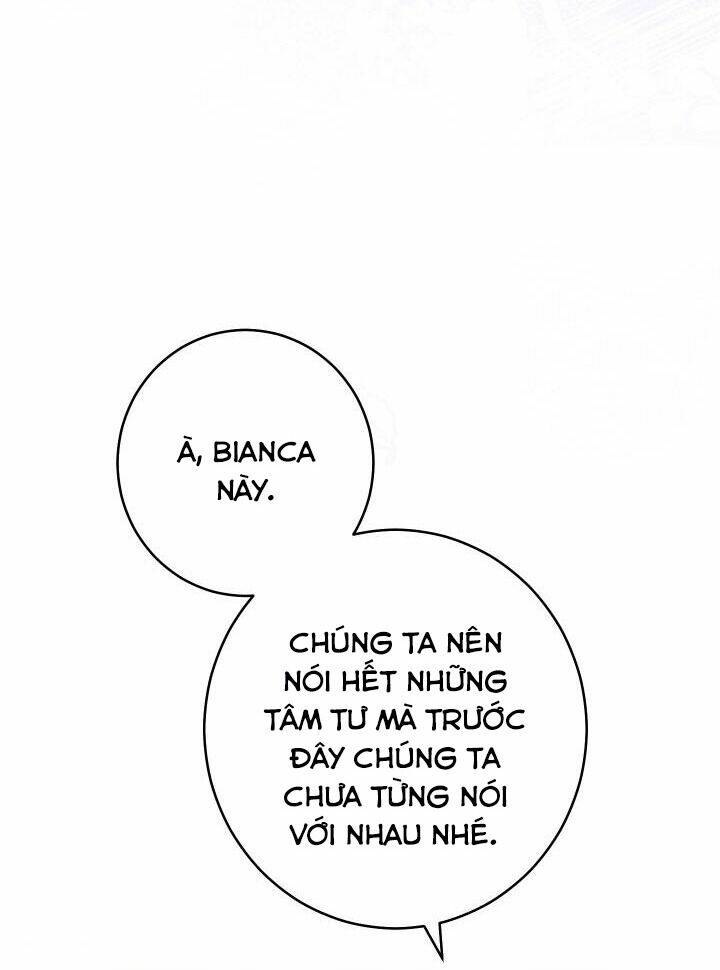 À, BIANCA
NÀY.
CHÚNG TA NÊN
NÓI HẾT NHỮNG
TÂM TƯ MÀ TRƯỚC
ĐÂY CHÚNG TA
CHƯA TỪNG NÓI
VỚI NHAU NHÉ.